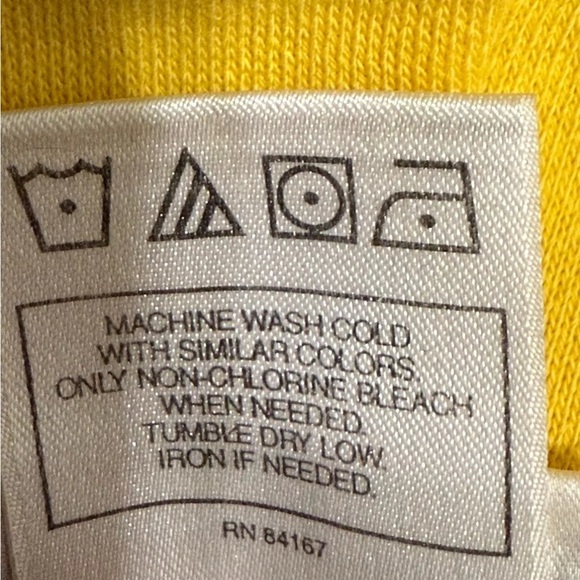 MACHINE WASH COLD
WITH SIMILAR COLORS.
ONLY NON-CHLORINE BLEACH
WHEN NEEDED.
TUMBLE DRY LOW.
IRON IF NEEDED.
RN 84167